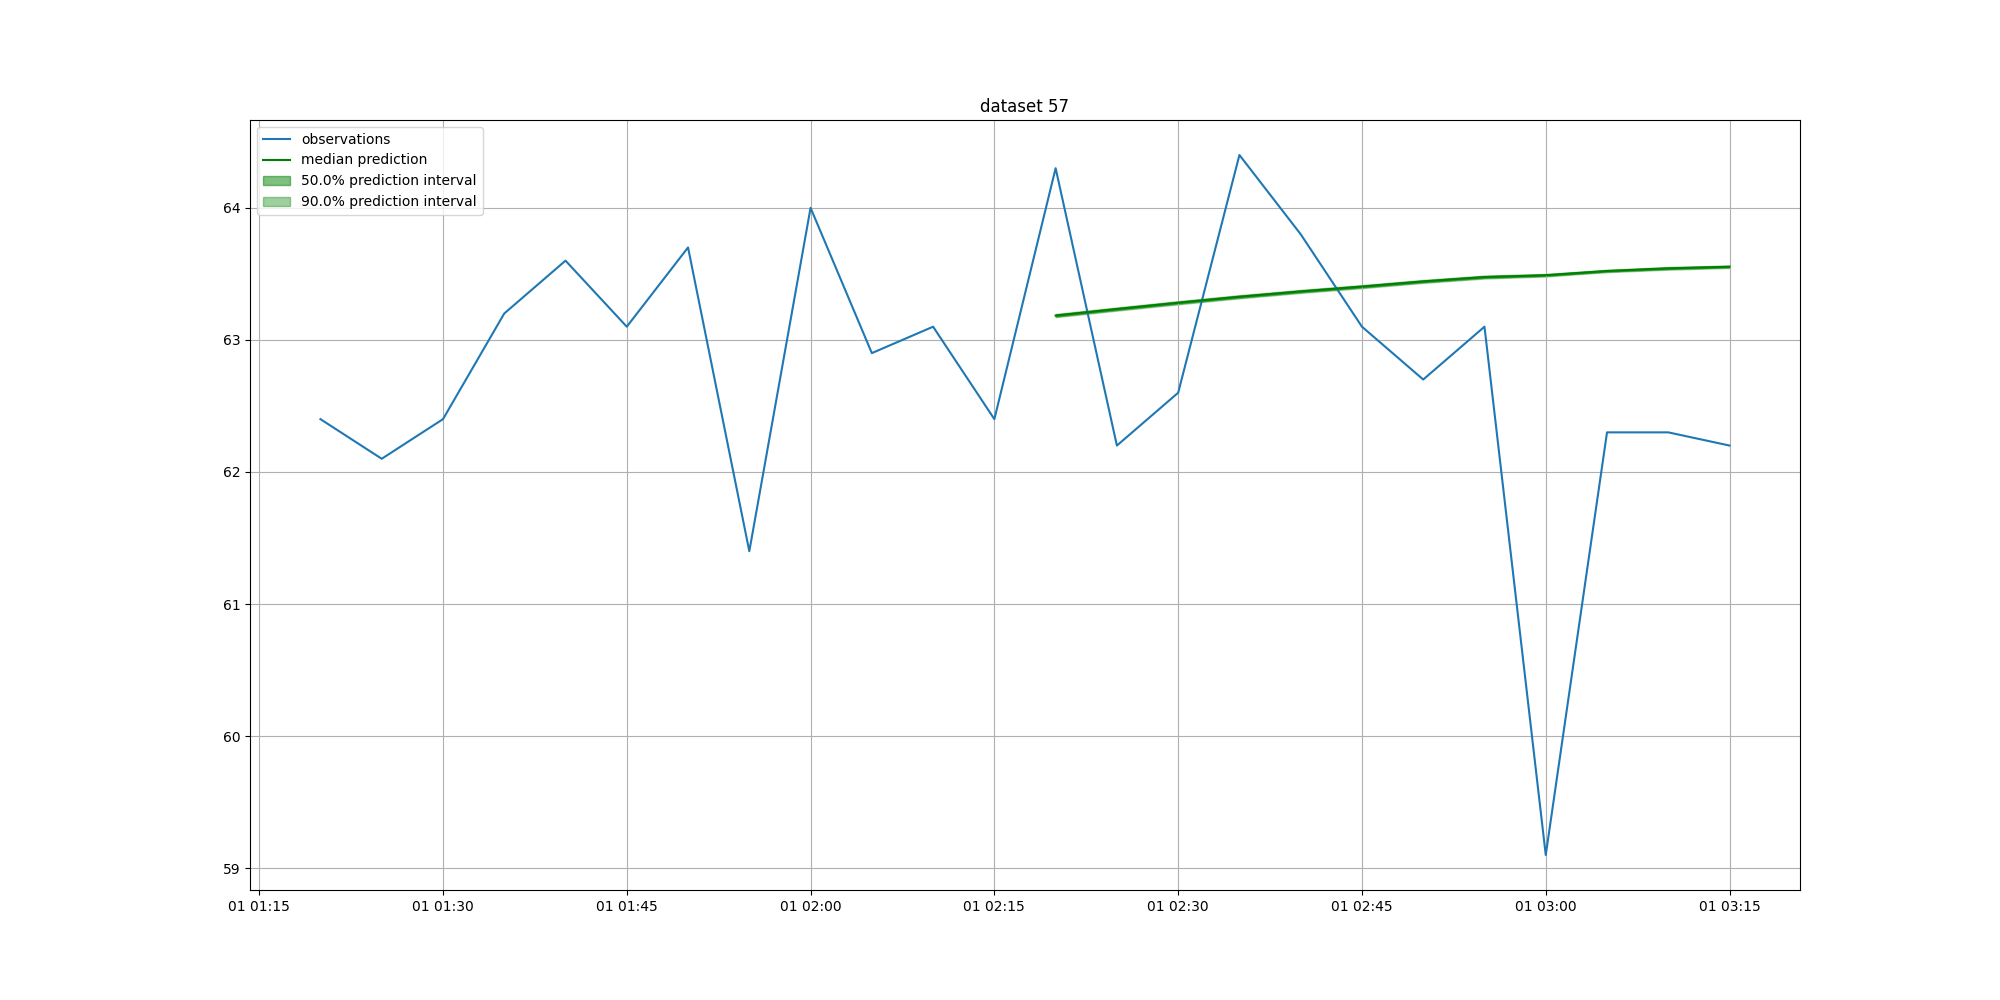 dataset 57
observations
median prediction
50.0% prediction interval
90.0% prediction interval
64
63
62
61
60
59
01 01:15 01 01:30 01 01:45 01 02:00 01 02:15 01 02:30 01 02:45 01 03:00 01 03:15